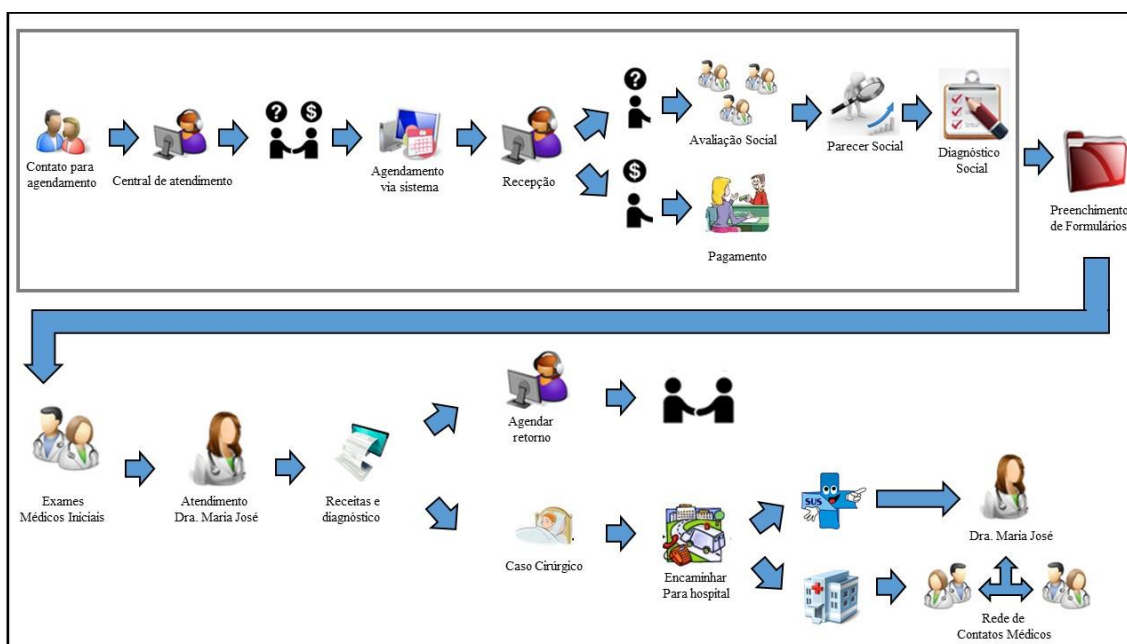 Contato para
agendamento
Central de atendimento
?
$
Agendamento
via sistema
Recepção
?
Avaliação Social
$
Pagamento
Parecer Social
Diagnóstico
Social
Preenchimento
de Formulários
Exames
Médicos Iniciais
Atendimento
Dra. Maria José
Receitas e
diagnòstico
Agendar
retorno
Caso Cirúrgico
Encaminhar
Para hospital
SUS
Dra. Maria José
Rede de
Contatos Médicos